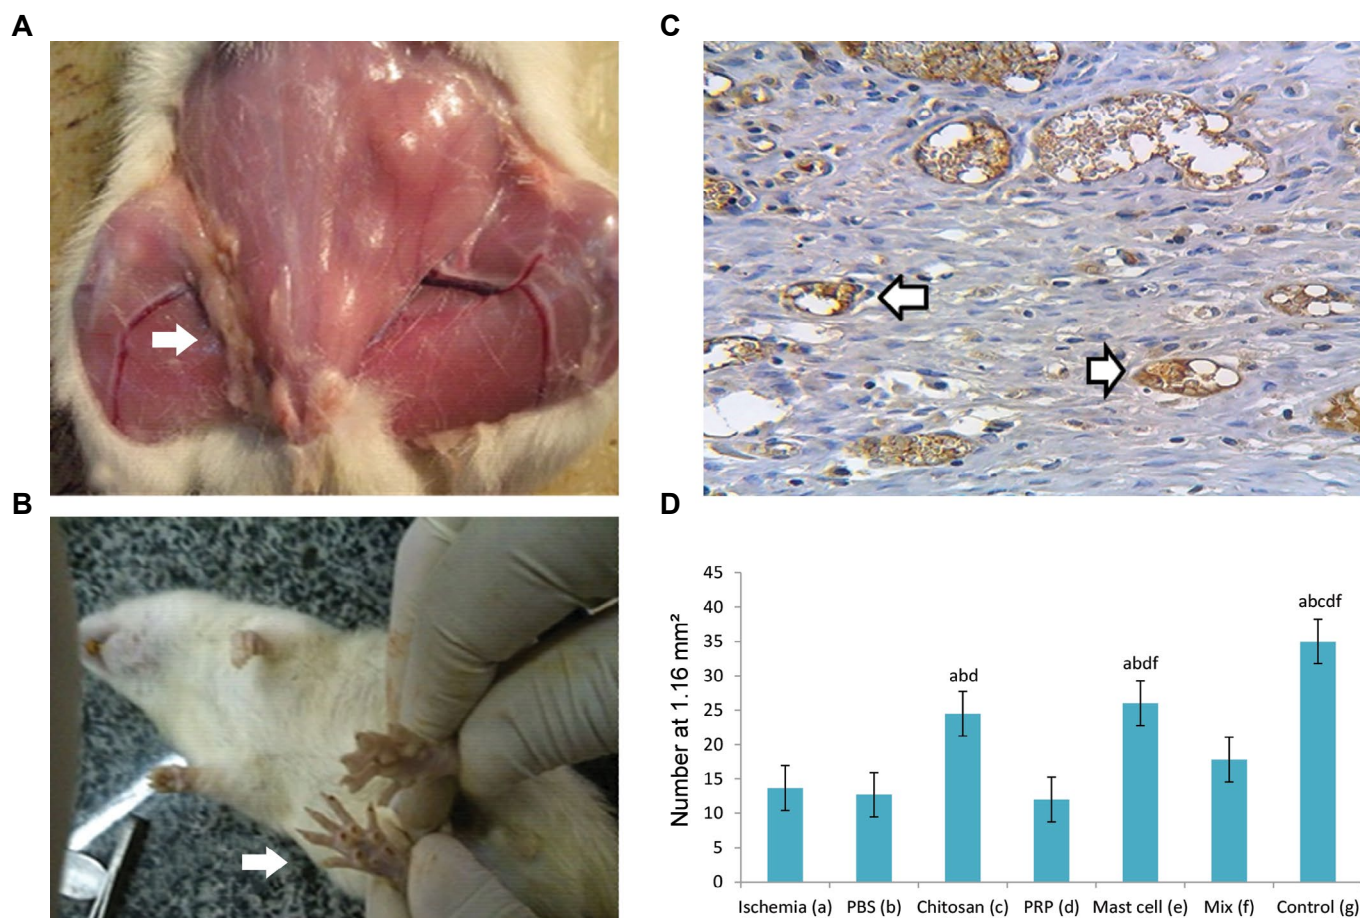 A
C
B
D
Number at 1.16 mm²
45
40
35
30
25
20
15
10
5
0
abd
abdf
abcdf
Ischemia (a) PBS (b) Chitosan (c) PRP (d) Mast cell (e) Mix (f) Control (g)